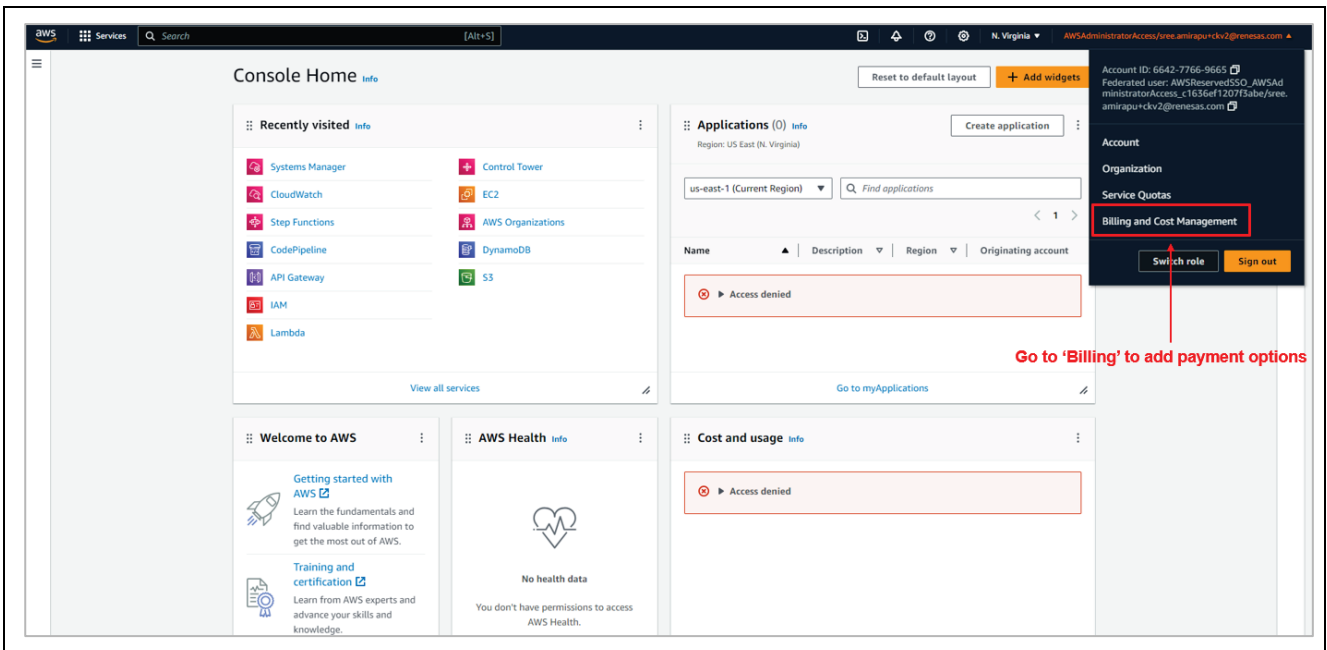 aws
Services
Search
[Alt+S]
N. Virginia
AWSAdministratorAccess/sree.amirapu+ckv2@renesas.com
Account ID: 6642-7766-9665
Federated user: AWSReservedSSO_AWSAd
ministratorAccess_c1636ef1207f3abe/sree.
amirapu+ckv2@renesas.com
Account
Organization
Service Quotas
Billing and Cost Management
Switch role
Sign out
Go to ‘Billing’ to add payment options
Console Home Info
Reset to default layout
+ Add widgets
Recently visited Info
Systems Manager
CloudWatch
Step Functions
CodePipeline
API Gateway
IAM
Lambda
Control Tower
EC2
AWS Organizations
DynamoDB
S3
View all services
Applications (0) Info
Region: US East (N. Virginia)
Create application
us-east-1 (Current Region)
Find applications
1
Name
Description
Region
Originating account
Access denied
Go to myApplications
Welcome to AWS
Getting started with
AWS
Learn the fundamentals and
find valuable information to
get the most out of AWS.
Training and
certification
Learn from AWS experts and
advance your skills and
knowledge.
AWS Health Info
No health data
You don't have permissions to access
AWS Health.
Cost and usage Info
Access denied